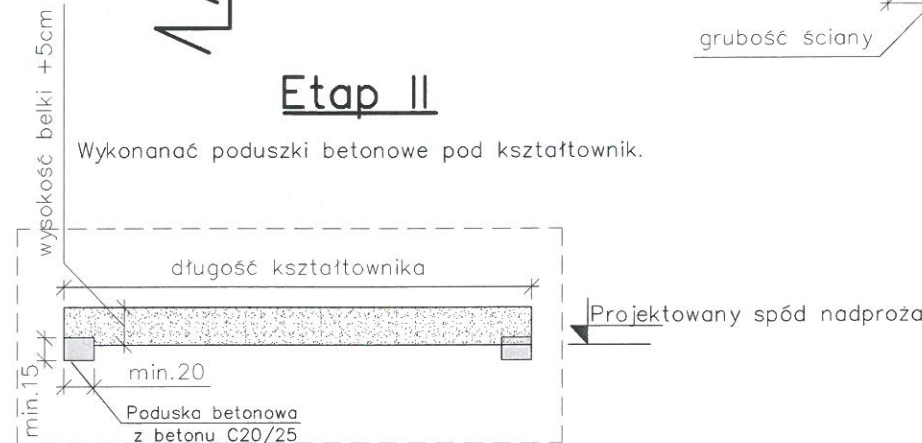 wysokość belki +5cm
grubość ściany
Etap II
Wykonanać poduszki betonowe pod kształtownik.
długość kształtownika
Projektowany spód nadproża
min.15
min.20
Poduska betonowa
z betonu C20/25